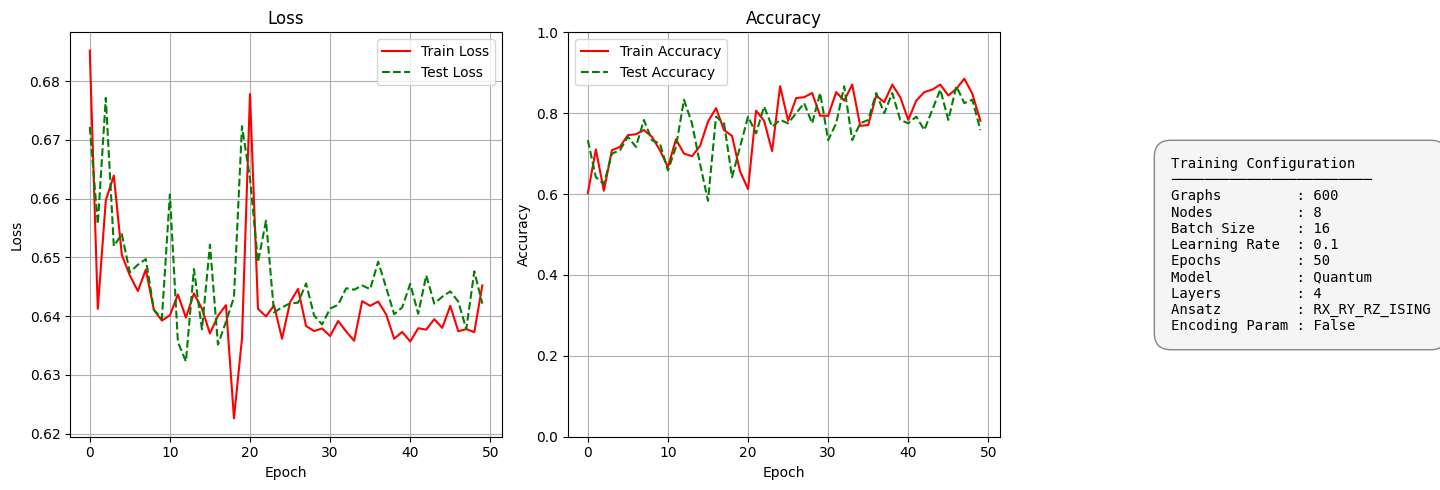 Loss
Train Loss
Test Loss
0.68
0.67
0.66
0.65
0.64
0.63
0.62
Loss
0
10
20
30
40
50
Epoch
Accuracy
Train Accuracy
Test Accuracy
1.0
0.8
0.6
0.4
0.2
0.0
Accuracy
0
10
20
30
40
50
Epoch
Training Configuration
Graphs : 600
Nodes : 8
Batch Size : 16
Learning Rate : 0.1
Epochs : 50
Model : Quantum
Layers : 4
Ansatz : RX_RY_RZ_ISING
Encoding Param : False